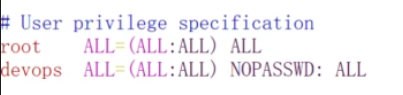 # User privilege specification
root    ALL=(ALL:ALL) ALL
devops  ALL=(ALL:ALL) NOPASSWD: ALL